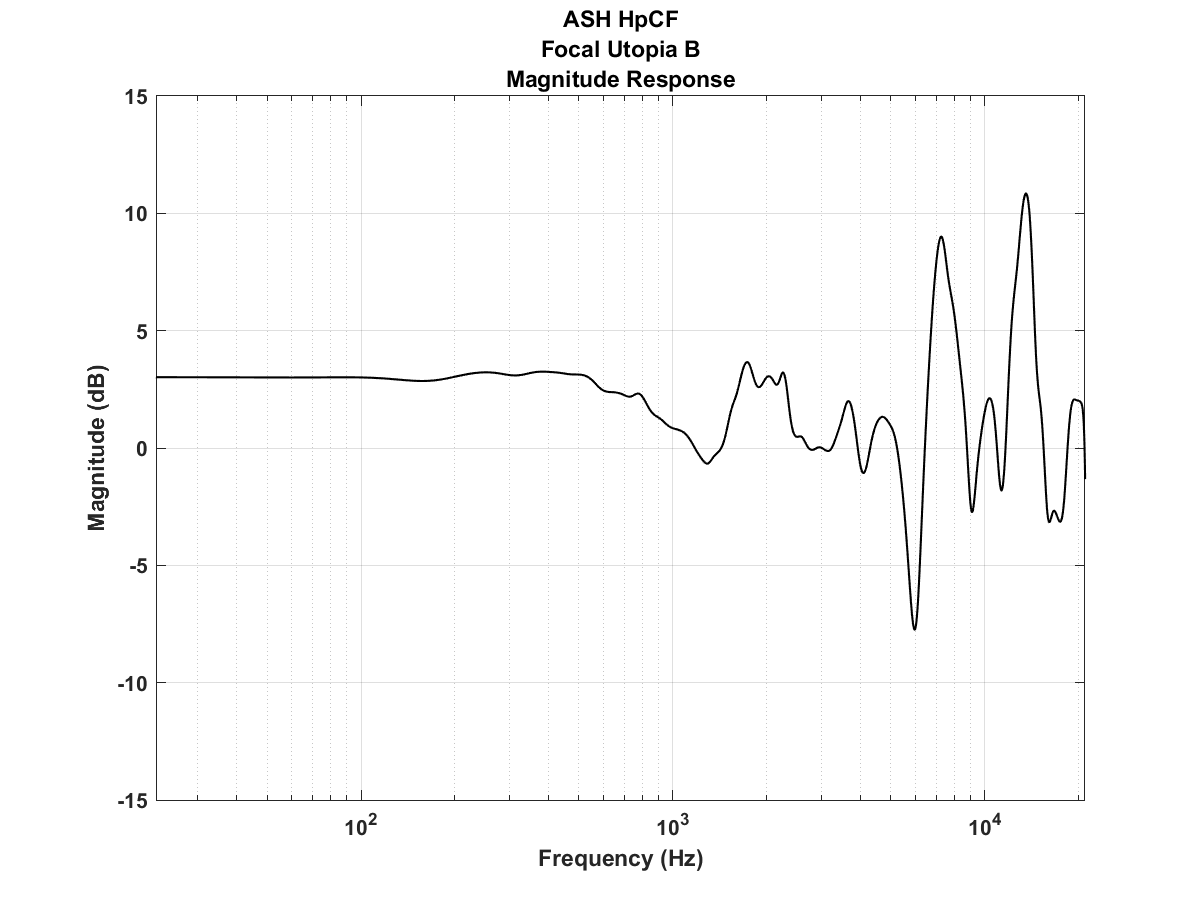 ASH HpCF
Focal Utopia B
Magnitude Response
15
10
5
0
-5
-10
-15
Magnitude (dB)
10² 10³ 10⁴
Frequency (Hz)